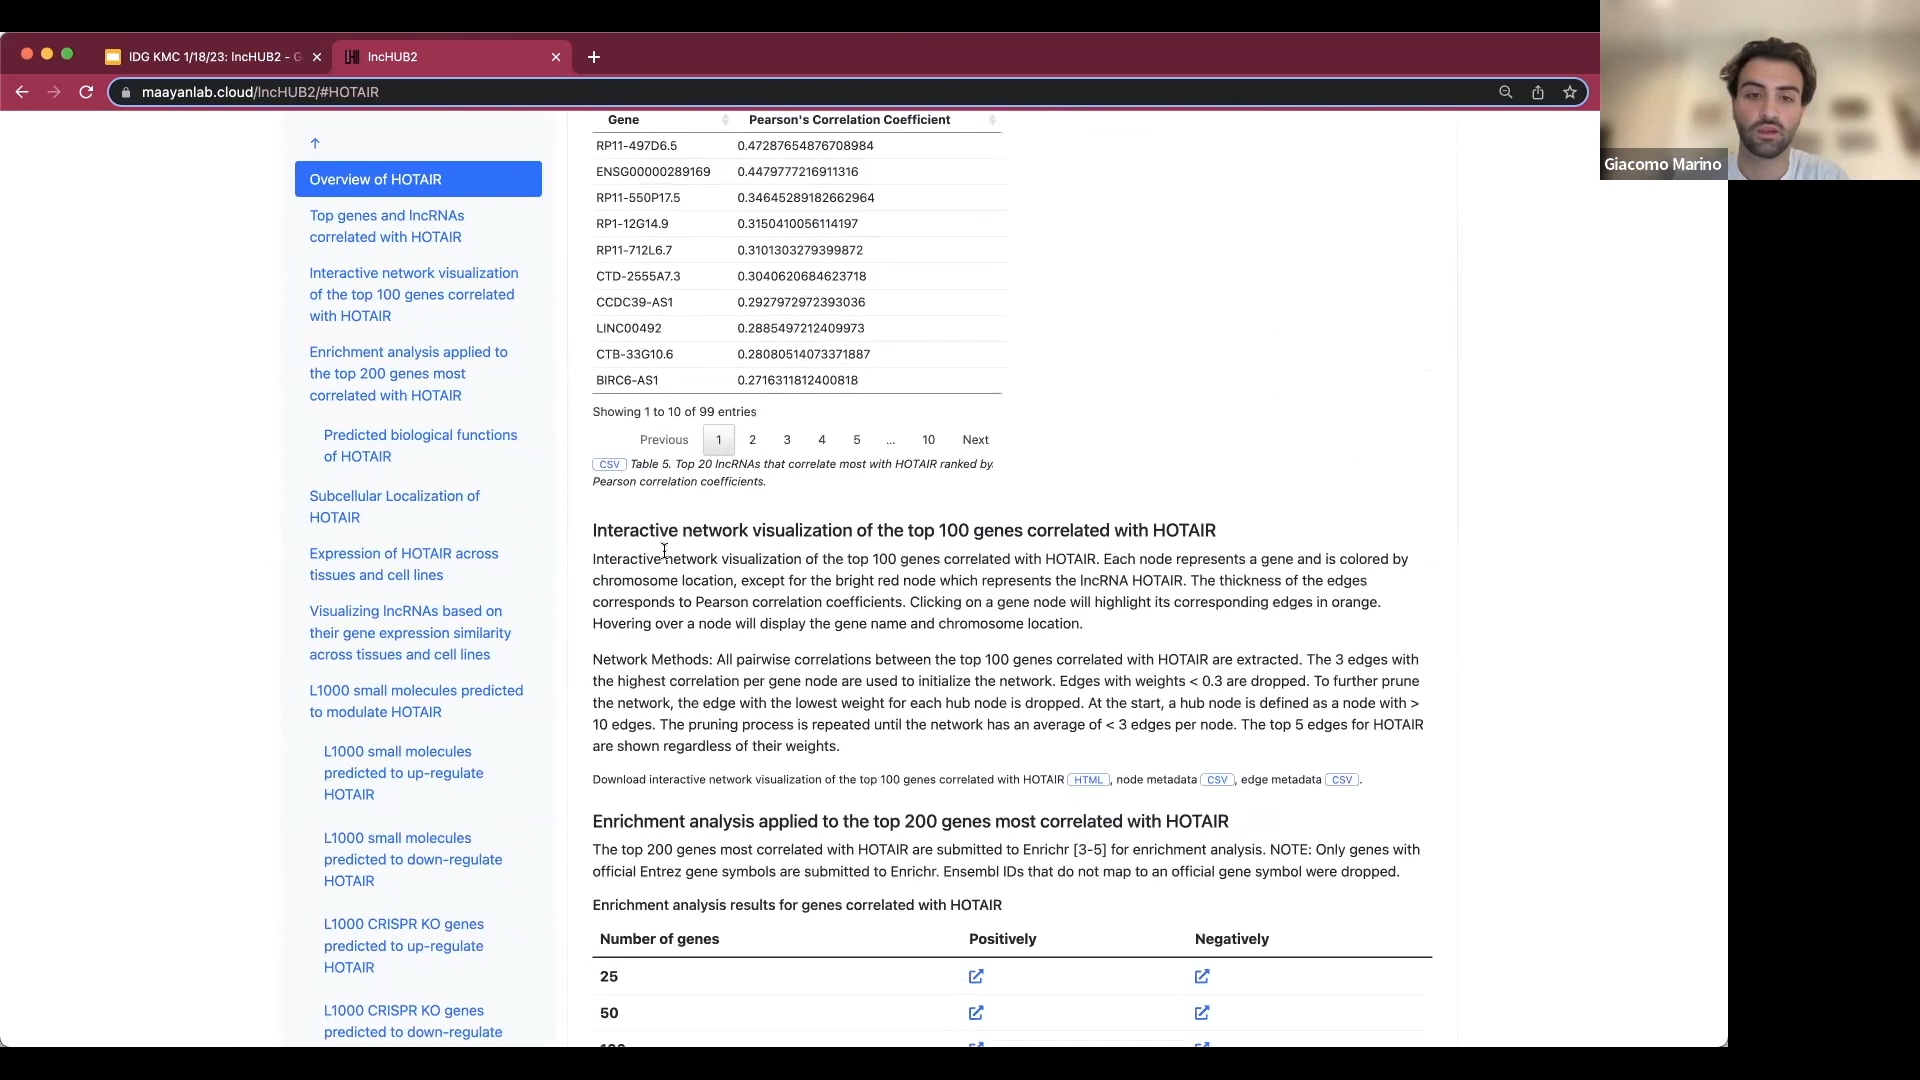 IDG KMC 1/18/23: lncHUB2 - G
lncHUB2
maayanlab.cloud/lncHUB2/#HOTAIR
Giacomo Marino
↑
Overview of HOTAIR
Top genes and lncRNAs
correlated with HOTAIR
Interactive network visualization
of the top 100 genes correlated
with HOTAIR
Enrichment analysis applied to
the top 200 genes most
correlated with HOTAIR
Predicted biological functions
of HOTAIR
Subcellular Localization of
HOTAIR
Expression of HOTAIR across
tissues and cell lines
Visualizing lncRNAs based on
their gene expression similarity
across tissues and cell lines
L1000 small molecules predicted
to modulate HOTAIR
L1000 small molecules
predicted to up-regulate
HOTAIR
L1000 small molecules
predicted to down-regulate
HOTAIR
L1000 CRISPR KO genes
predicted to up-regulate
HOTAIR
L1000 CRISPR KO genes
predicted to down-regulate
Gene Pearson's Correlation Coefficient
RP11-497D6.5 0.47287654876708984
ENSG00000289169 0.4479777216911316
RP11-550P17.5 0.34645289182662964
RP1-12G14.9 0.3150410056114197
RP11-712L6.7 0.3101303279399872
CTD-2555A7.3 0.3040620684623718
CCDC39-AS1 0.2927972972393036
LINC00492 0.2885497212409973
CTB-33G10.6 0.28080514073371887
BIRC6-AS1 0.2716311812400818
Showing 1 to 10 of 99 entries
Previous 1 2 3 4 5 ... 10 Next
CSV Table 5. Top 20 lncRNAs that correlate most with HOTAIR ranked by
Pearson correlation coefficients.
Interactive network visualization of the top 100 genes correlated with HOTAIR
Interactive network visualization of the top 100 genes correlated with HOTAIR. Each node represents a gene and is colored by
chromosome location, except for the bright red node which represents the lncRNA HOTAIR. The thickness of the edges
corresponds to Pearson correlation coefficients. Clicking on a gene node will highlight its corresponding edges in orange.
Hovering over a node will display the gene name and chromosome location.
Network Methods: All pairwise correlations between the top 100 genes correlated with HOTAIR are extracted. The 3 edges with
the highest correlation per gene node are used to initialize the network. Edges with weights < 0.3 are dropped. To further prune
the network, the edge with the lowest weight for each hub node is dropped. At the start, a hub node is defined as a node with >
10 edges. The pruning process is repeated until the network has an average of < 3 edges per node. The top 5 edges for HOTAIR
are shown regardless of their weights.
Download interactive network visualization of the top 100 genes correlated with HOTAIR HTML, node metadata CSV, edge metadata CSV.
Enrichment analysis applied to the top 200 genes most correlated with HOTAIR
The top 200 genes most correlated with HOTAIR are submitted to Enrichr [3-5] for enrichment analysis. NOTE: Only genes with
official Entrez gene symbols are submitted to Enrichr. Ensembl IDs that do not map to an official gene symbol were dropped.
Enrichment analysis results for genes correlated with HOTAIR
Number of genes Positively Negatively
25
50